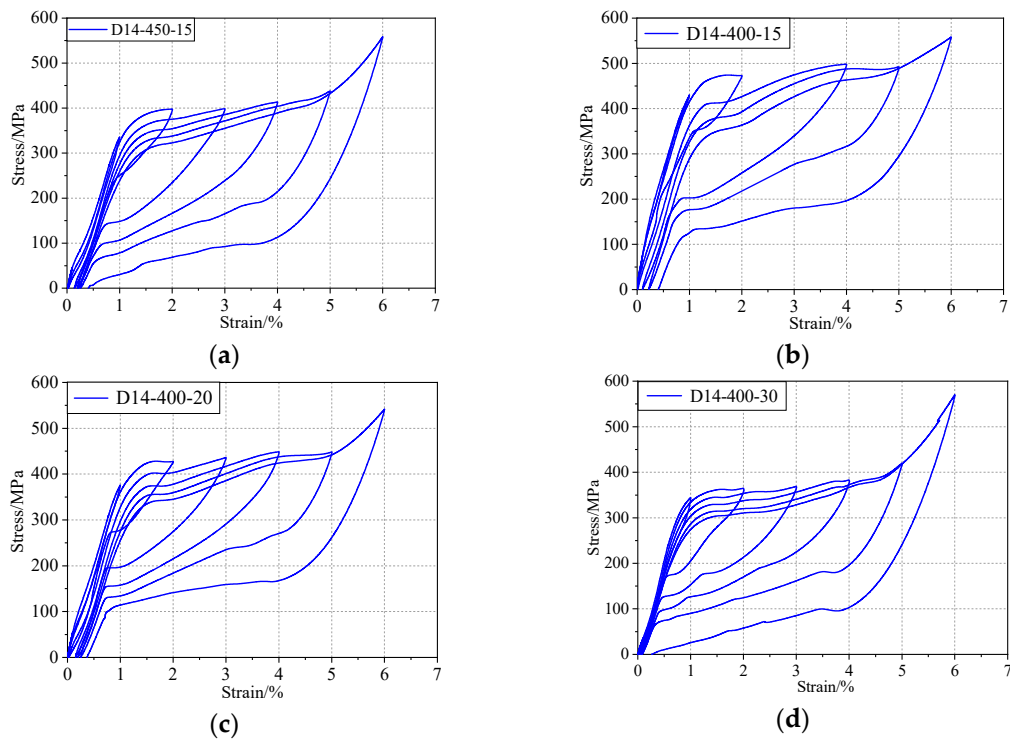 D14-450-15
Stress/MPa
600
500
400
300
200
100
0
0 1 2 3 4 5 6 7
Strain/%
(a)
D14-400-15
Stress/MPa
600
500
400
300
200
100
0
0 1 2 3 4 5 6 7
Strain/%
(b)
D14-400-20
Stress/MPa
600
500
400
300
200
100
0
0 1 2 3 4 5 6 7
Strain/%
(c)
D14-400-30
Stress/MPa
600
500
400
300
200
100
0
0 1 2 3 4 5 6 7
Strain/%
(d)